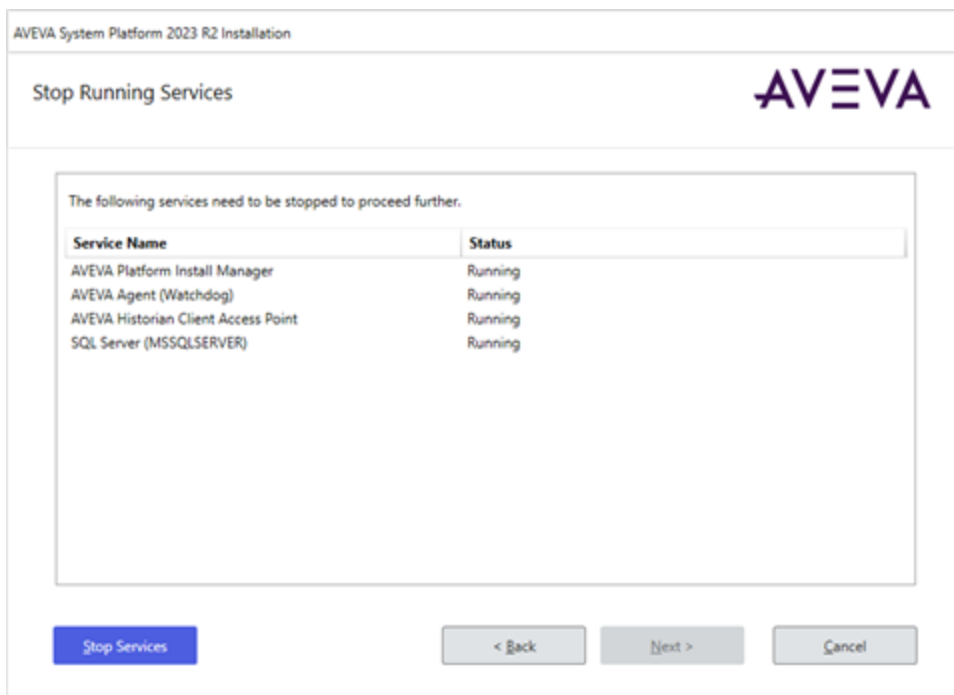 AVEVA System Platform 2023 R2 Installation
Stop Running Services
AVEVA
The following services need to be stopped to proceed further.
Service Name Status
AVEVA Platform Install Manager Running
AVEVA Agent (Watchdog) Running
AVEVA Historian Client Access Point Running
SQL Server (MSSQLSERVER) Running
Stop Services < Back Next > Cancel